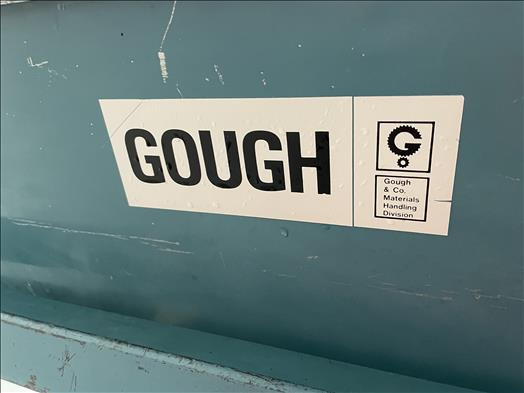 GOUGH
G
Gough
& Co.
Materials
Handling
Division